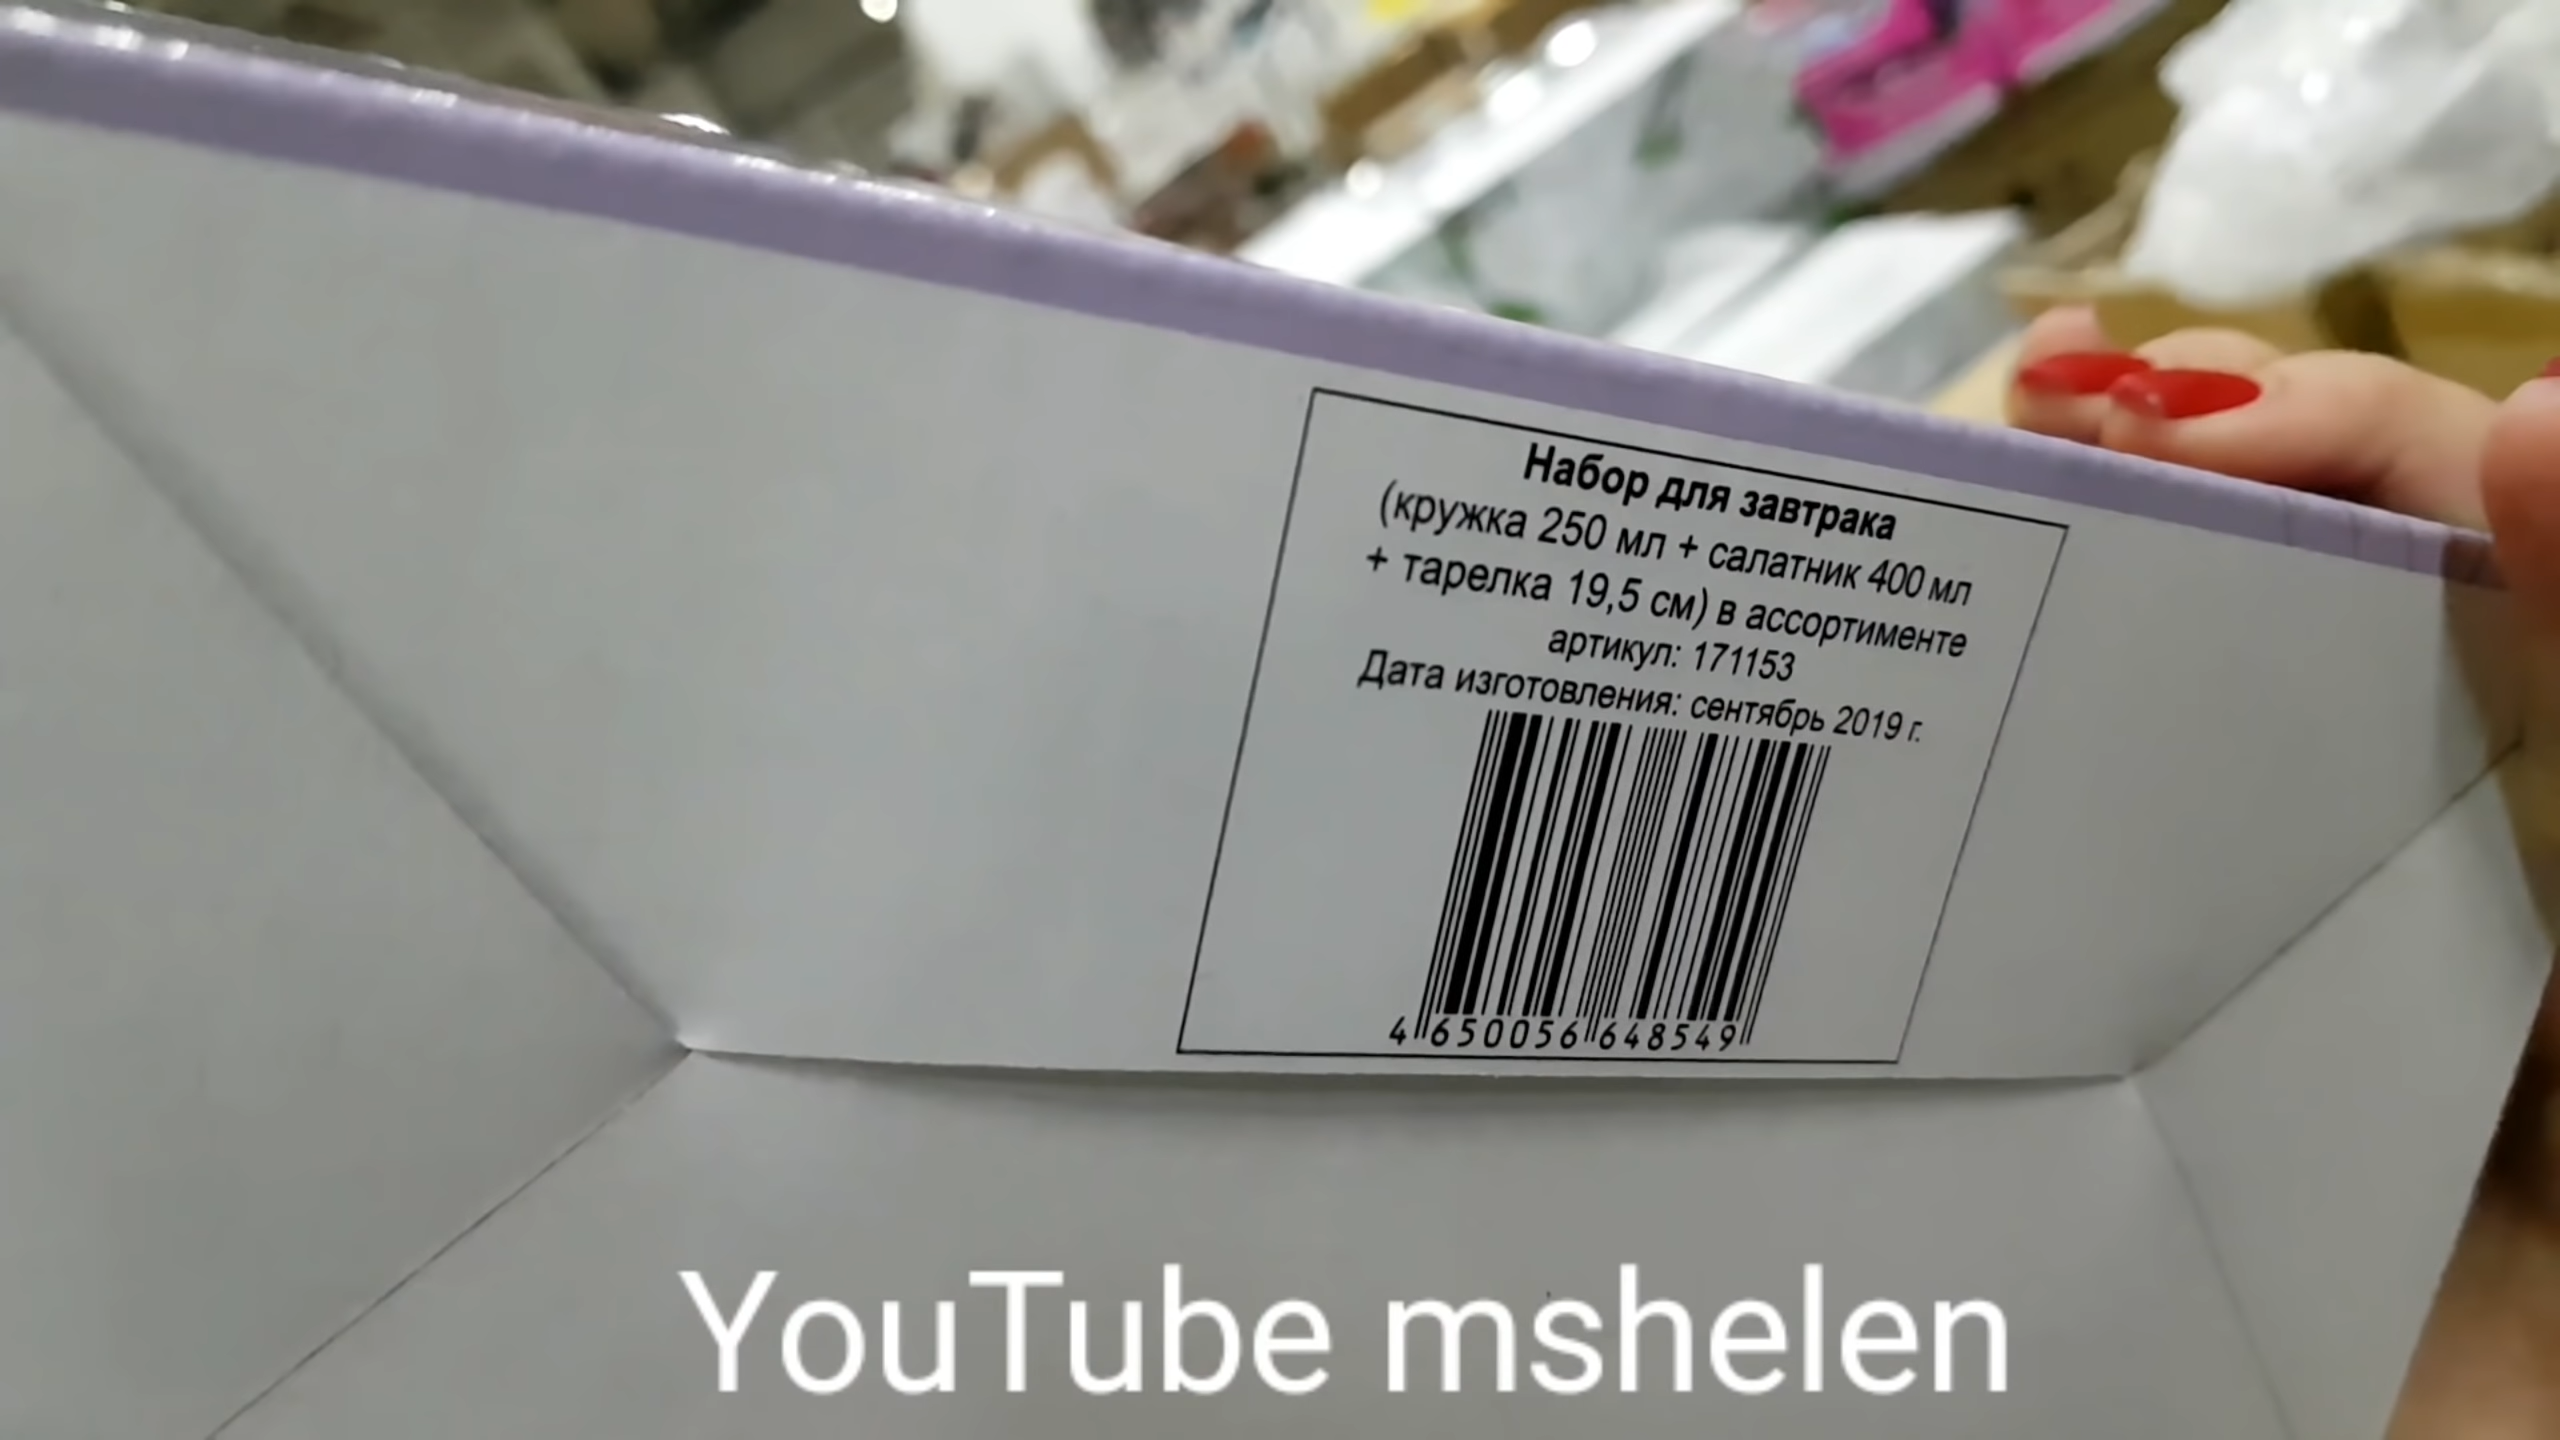 Набор для завтрака
(кружка 250 мл + салатник 400 мл
+ тарелка 19,5 см) в ассортименте
артикул: 171153
Дата изготовления: сентябрь 2019 г.
4 650056 648549
YouTube mshelen